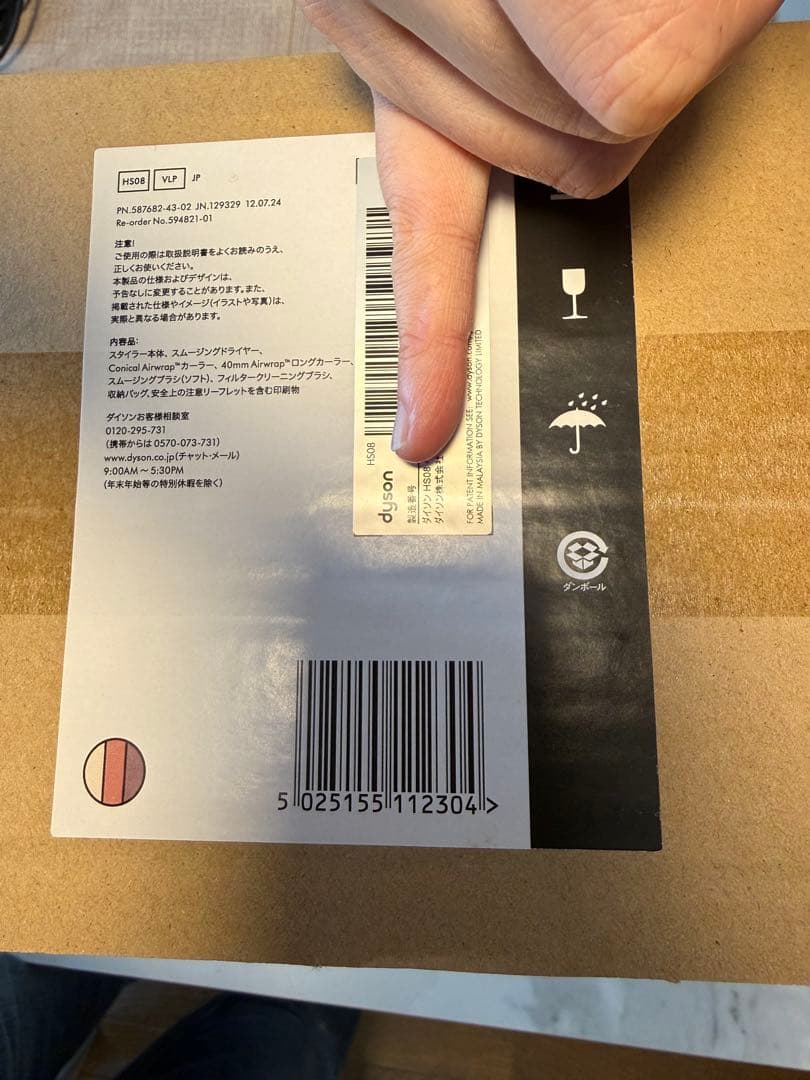 HS08 VLP JP
PN.587682-43-02 JN.129329 12.07.24
Re-order No.594821-01
注意!
ご使用の際は取扱説明書をよくお読みのうえ、
正しくお使いください。
本製品の仕様およびデザインは、
予告なしに変更することがあります。また、
掲載された仕様やイメージ(イラストや写真)は、
実際と異なる場合があります。
内容品:
スタイラー本体、スムージングドライヤー、
Conical Airwrap™カーラー、40mm Airwrap™ロングカーラー、
スムージングブラシ(ソフト)、フィルタークリーニングブラシ、
収納バッグ、安全上の注意リーフレットを含む印刷物
ダイソンお客様相談室
0120-295-731
(携帯からは 0570-073-731)
www.dyson.co.jp(チャット・メール)
9:00AM～5:30PM
(年末年始等の特別休暇を除く)
HS08
dyson
製造番号
ダイソン HS08
ダイソン株式会社
FOR PATENT INFORMATION SEE: www.dyson.com
MADE IN MALAYSIA BY DYSON TECHNOLOGY LIMITED
ダンボール
5 025155 112304 >